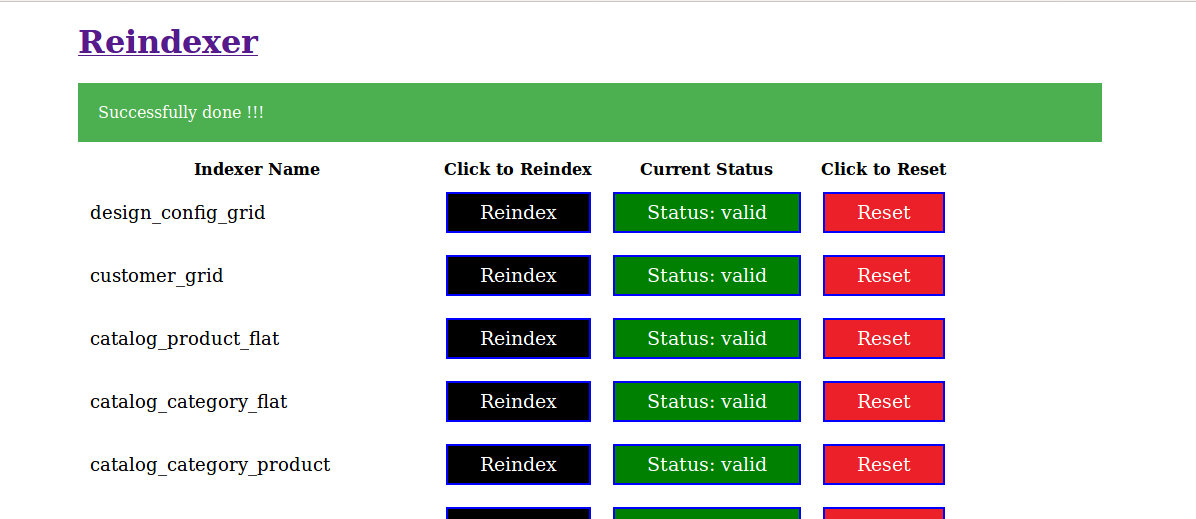 Reindexer
Successfully done !!!
Indexer Name Click to Reindex Current Status Click to Reset
design_config_grid Reindex Status: valid Reset
customer_grid Reindex Status: valid Reset
catalog_product_flat Reindex Status: valid Reset
catalog_category_flat Reindex Status: valid Reset
catalog_category_product Reindex Status: valid Reset